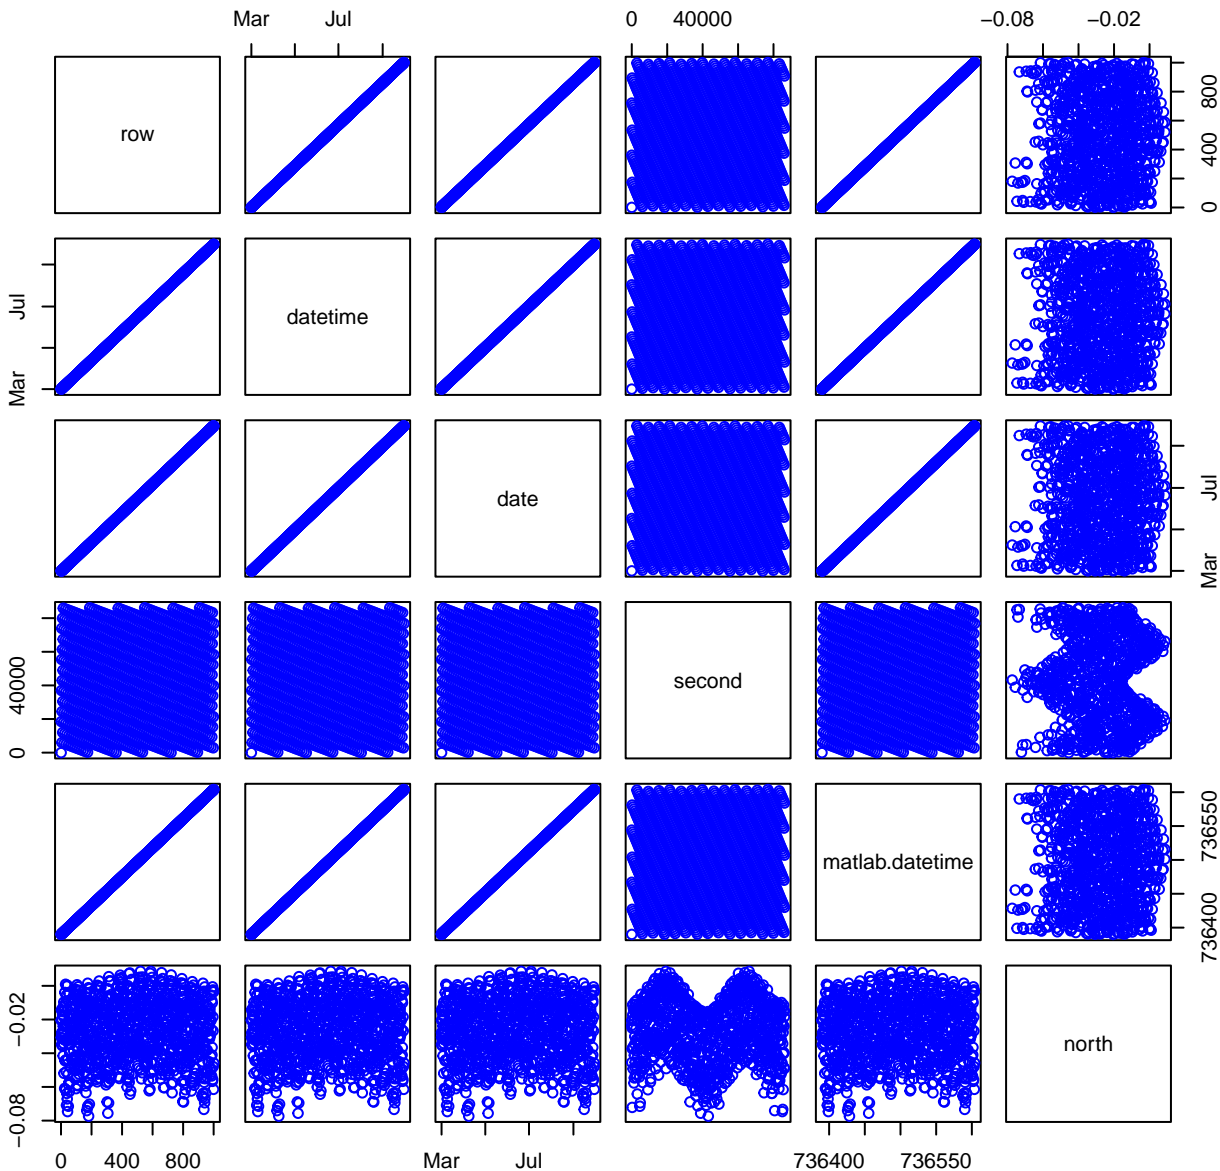 Mar Jul 0 40000 −0.08 −0.02
row 0 400 800
Mar Jul datetime
date Mar Jul
0 40000 second
matlab.datetime 736400 736550
−0.08 −0.02 north
0 400 800 Mar Jul 736400 736550